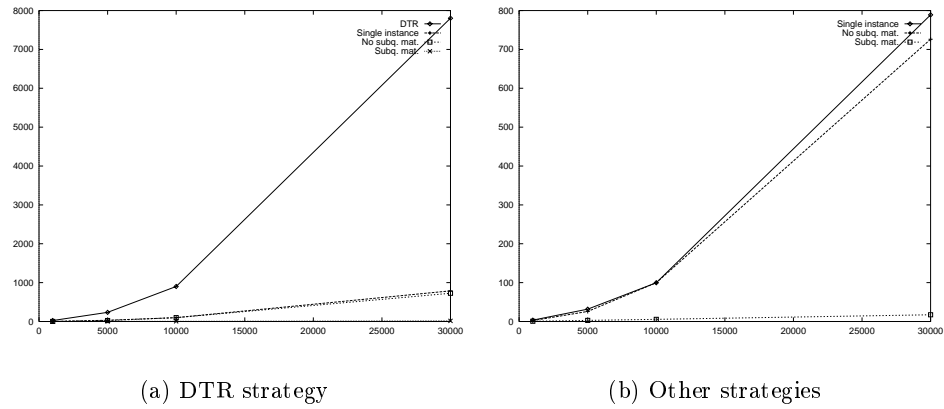 8000
7000
6000
5000
4000
3000
2000
1000
0
DTR
Single instance
No subq. mat.
Subq. mat.
0 5000 10000 15000 20000 25000 30000
(a) DTR strategy
800
700
600
500
400
300
200
100
0
Single instance
No subq. mat.
Subq. mat.
0 5000 10000 15000 20000 25000 30000
(b) Other strategies